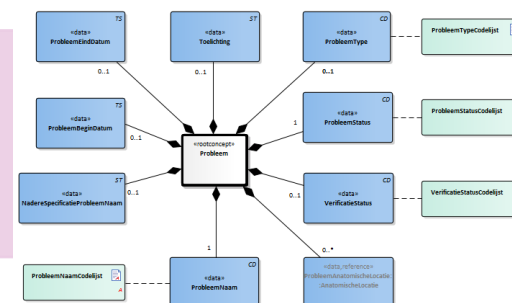 TS
«data»
ProbleemEindDatum
ST
«data»
Toelichting
CD
«data»
ProbleemType
ProbleemTypeCodelijst
0..1
0..1
0..1
TS
«data»
ProbleemBeginDatum
0..1
«rootconcept»
Probleem
1
CD
«data»
ProbleemStatus
ProbleemStatusCodelijst
ST
«data»
NadereSpecificatieProbleemNaam
0..1
0..1
CD
«data»
VerificatieStatus
VerificatieStatusCodelijst
1
0..*
ProbleemNaamCodelijst
CD
«data»
ProbleemNaam
«data,reference»
ProbleemAnatomischeLocatie:
:AnatomischeLocatie